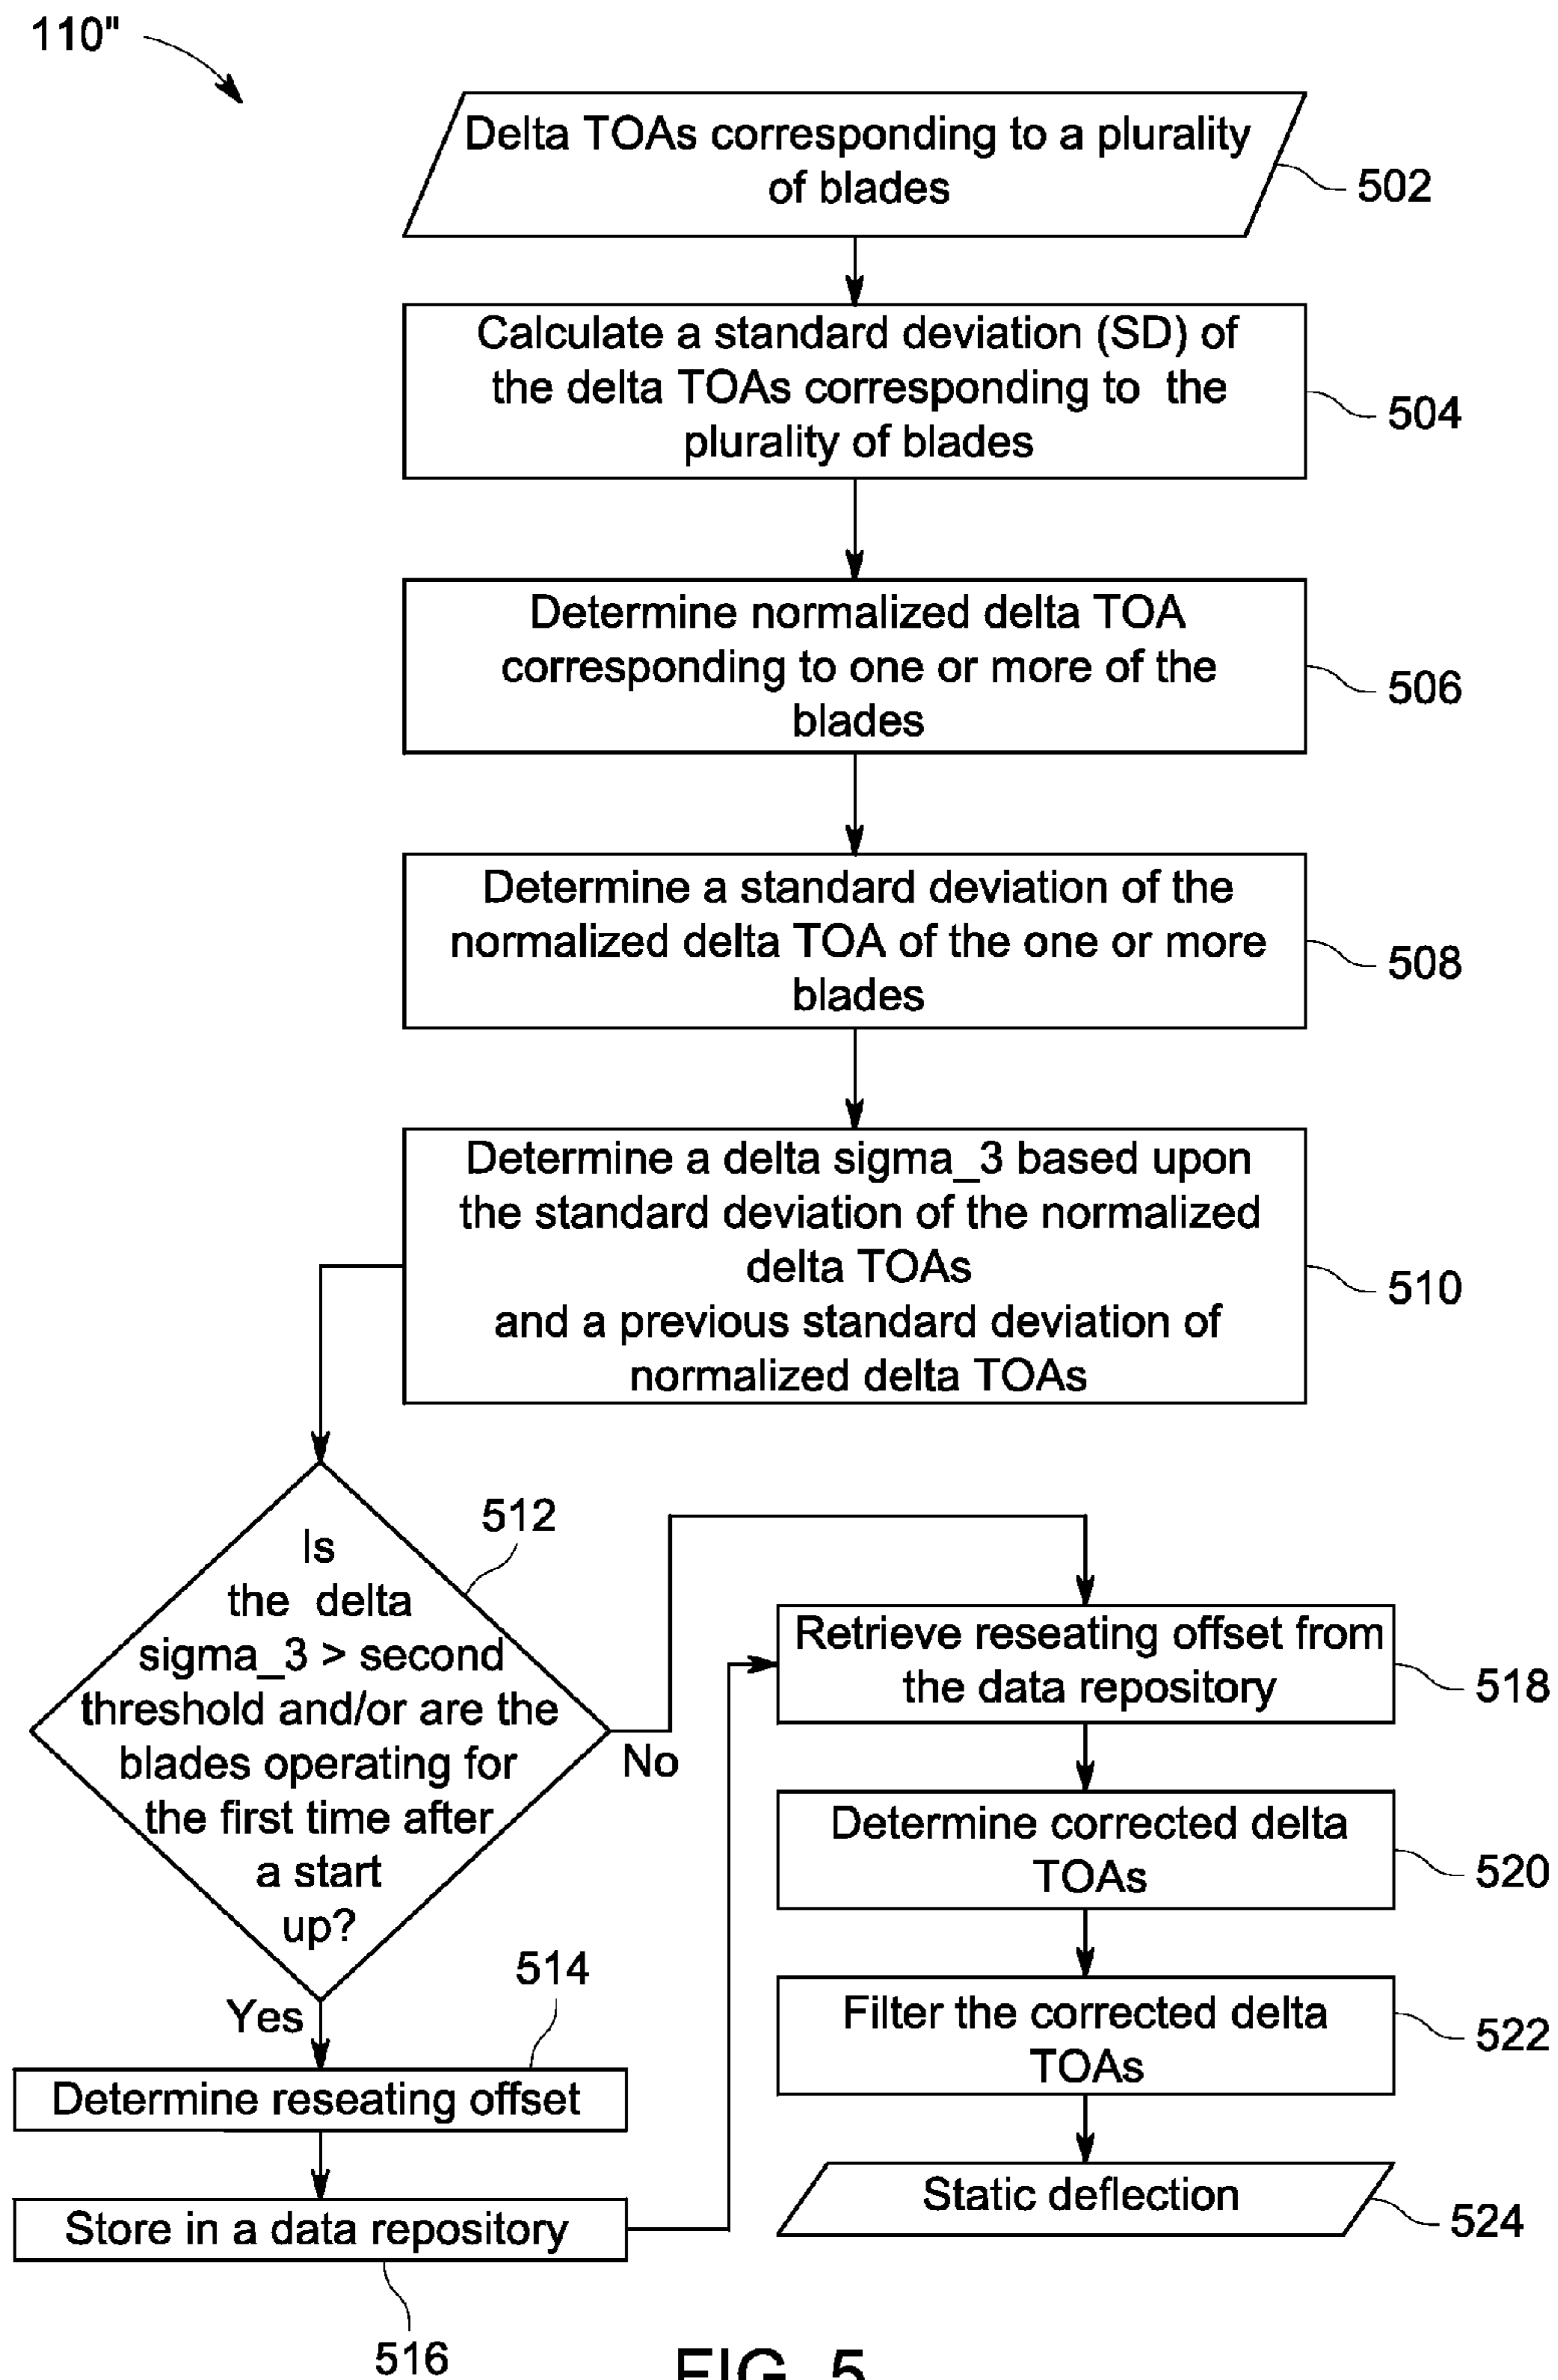 110"
Delta TOAs corresponding to a plurality
of blades
502
Calculate a standard deviation (SD) of
the delta TOAs corresponding to the
plurality of blades
504
Determine normalized delta TOA
corresponding to one or more of the
blades
506
Determine a standard deviation of the
normalized delta TOA of the one or more
blades
508
Determine a delta sigma_3 based upon
the standard deviation of the normalized
delta TOAs
and a previous standard deviation of
normalized delta TOAs
510
Is
the delta
sigma_3 > second
threshold and/or are the
blades operating for
the first time after
a start
up?
512
No
Yes
514
Determine reseating offset
Store in a data repository
516
Retrieve reseating offset from
the data repository
518
Determine corrected delta
TOAs
520
Filter the corrected delta
TOAs
522
Static deflection
524
FIG. 5